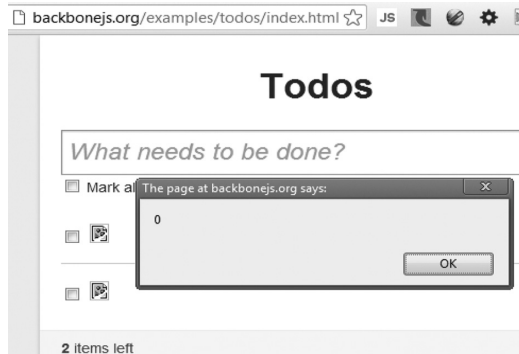 backbonejs.org/examples/todos/index.html
JS
Todos
What needs to be done?
Mark al
The page at backbonejs.org says:
X
0
OK
2 items left